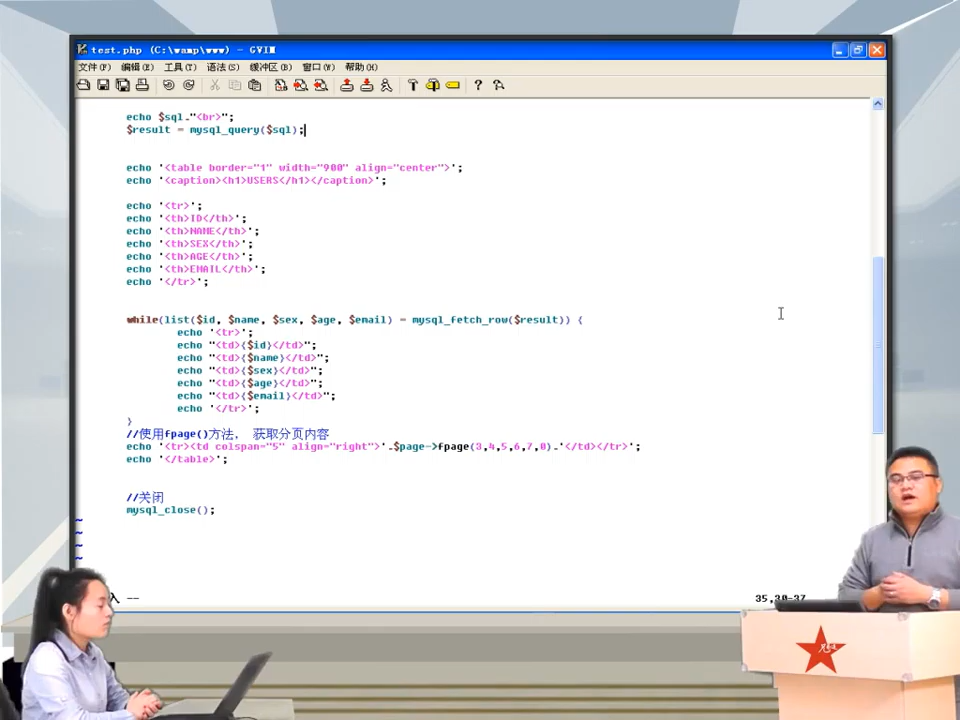 test.php (C:\wamp\www) - GVIM
文件(F) 编辑(E) 工具(T) 语法(S) 缓冲区(B) 窗口(W) 帮助(H)
echo $sql."<br>";
$result = mysql_query($sql);
echo '<table border="1" width="900" align="center">';
echo '<caption><h1>USERS</h1></caption>';
echo '<tr>';
echo '<th>ID</th>';
echo '<th>NAME</th>';
echo '<th>SEX</th>';
echo '<th>AGE</th>';
echo '<th>EMAIL</th>';
echo '</tr>';
while(list($id, $name, $sex, $age, $email) = mysql_fetch_row($result)) {
echo '<tr>';
echo "<td>{$id}</td>";
echo "<td>{$name}</td>";
echo "<td>{$sex}</td>";
echo "<td>{$age}</td>";
echo "<td>{$email}</td>";
echo '</tr>';
}
//使用fpage()方法, 获取分页内容
echo '<tr><td colspan="5" align="right">'.$page->fpage(3,4,5,6,7,0).'</td></tr>';
echo '</table>';
//关闭
mysql_close();
~
~
~
~
入 --
35,30-37